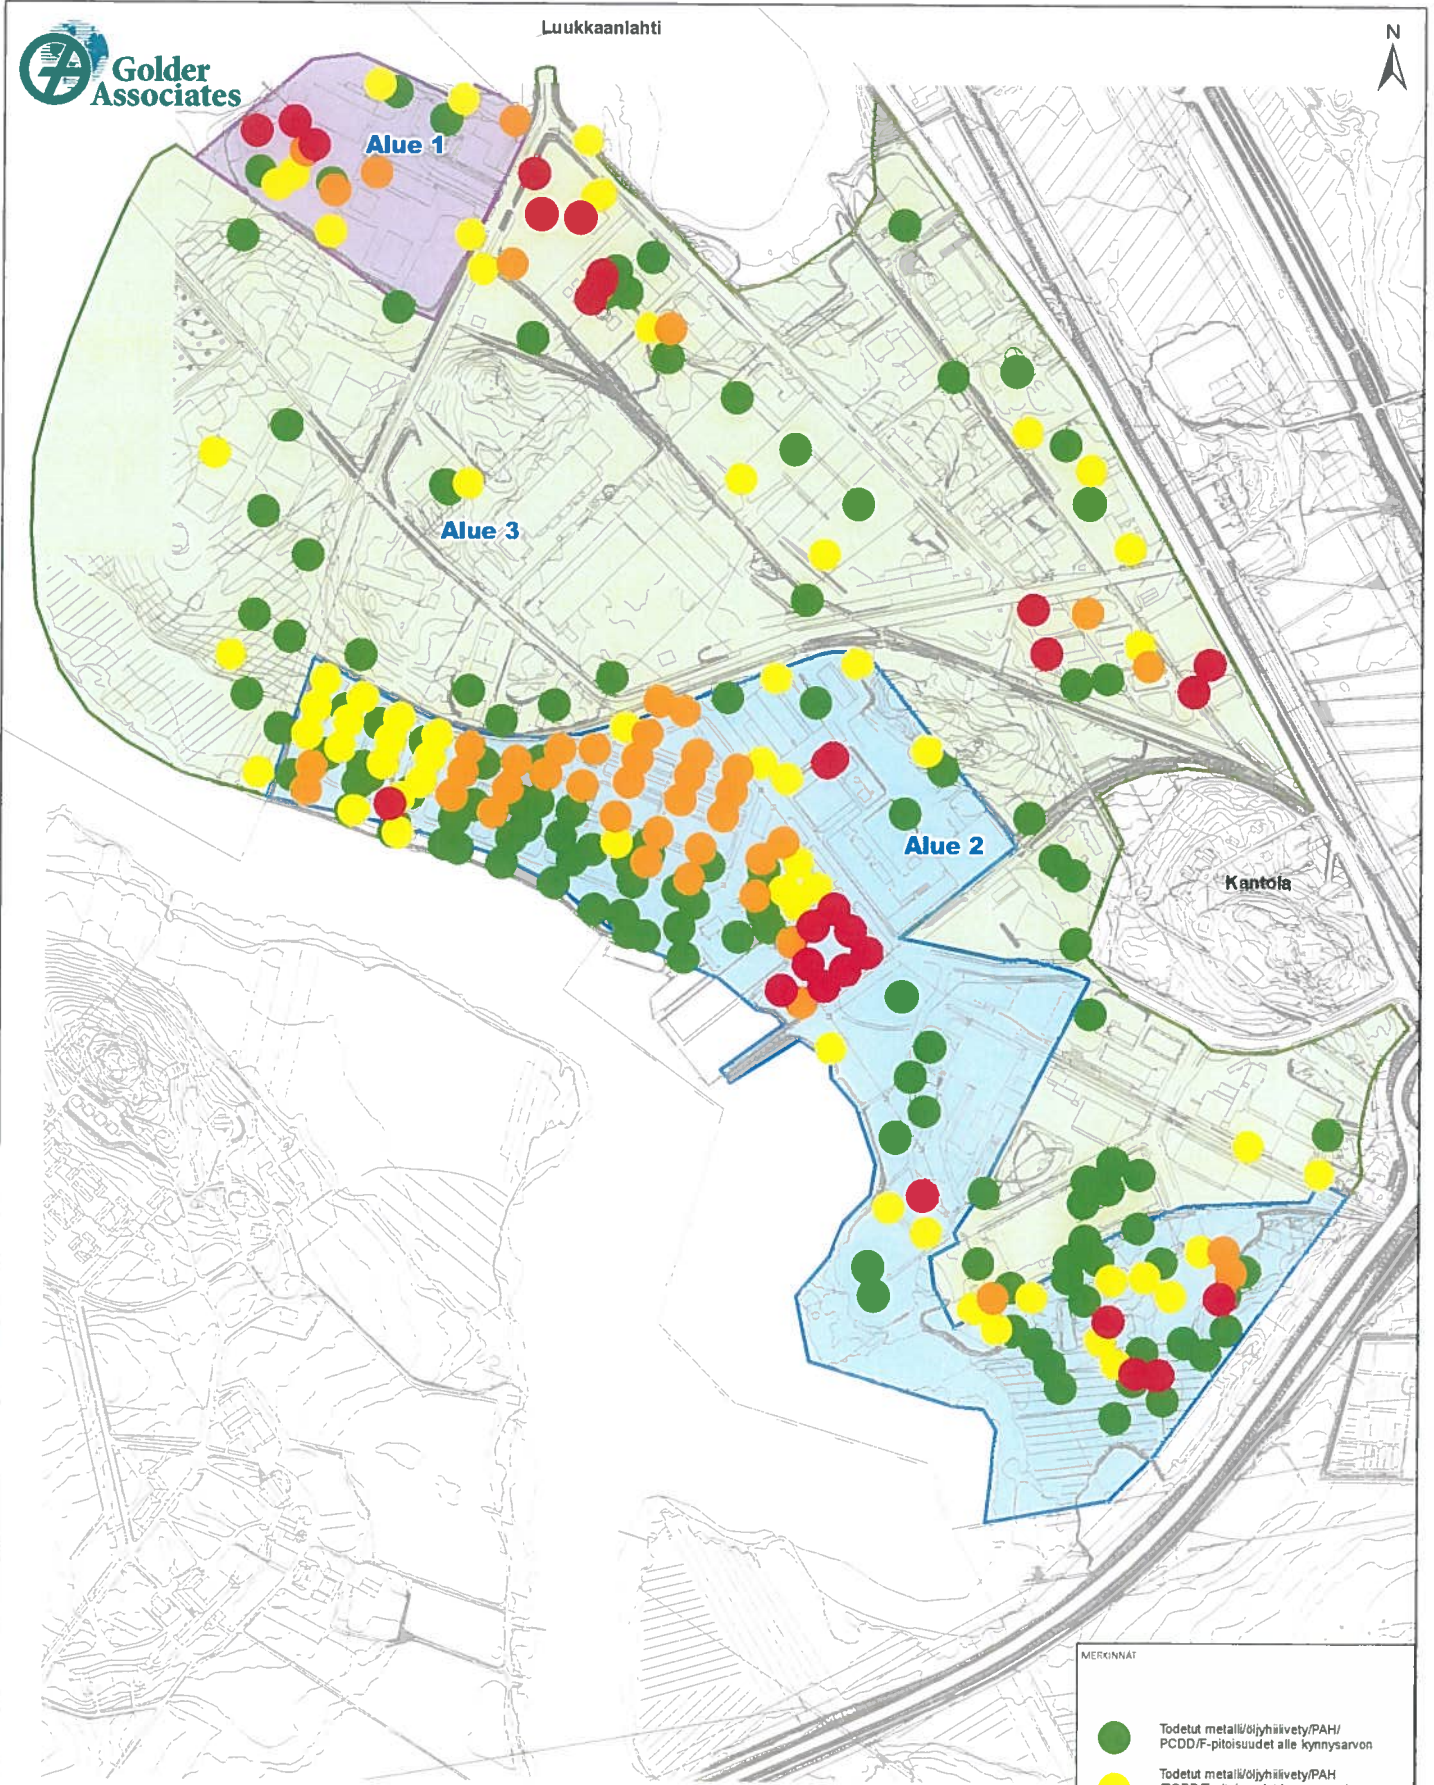 Luukkaanlahti
N
Golder
Associates
Alue 1
Alue 3
Alue 2
Kantola
MERKINNÄT
Todetut metalli/öljyhiilivety/PAH/
PCDD/F-pitoisuudet alle kynnysarvon
Todetut metalli/öljyhiilivety/PAH